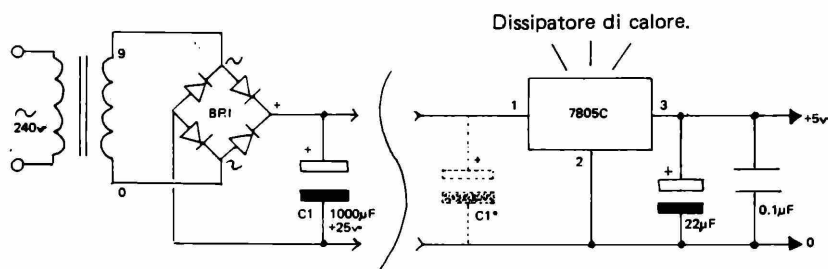 Dissipatore di calore.
9
~
240v
0
~
BR1
~
+
+
C1
1000µF
+25v
+
C1*
1
7805C
3
2
+
22µF
0.1µF
+5v
0